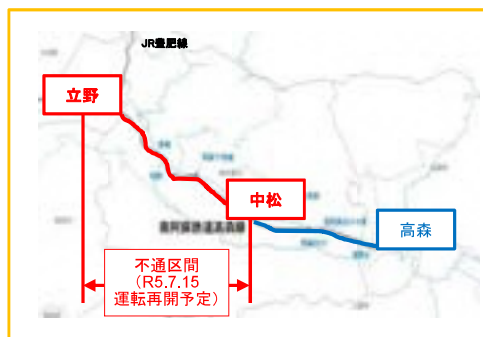 JR豊肥線
立野
中松
高森
南阿蘇鉄道高森線
不通区間
(R5.7.15
運転再開予定)